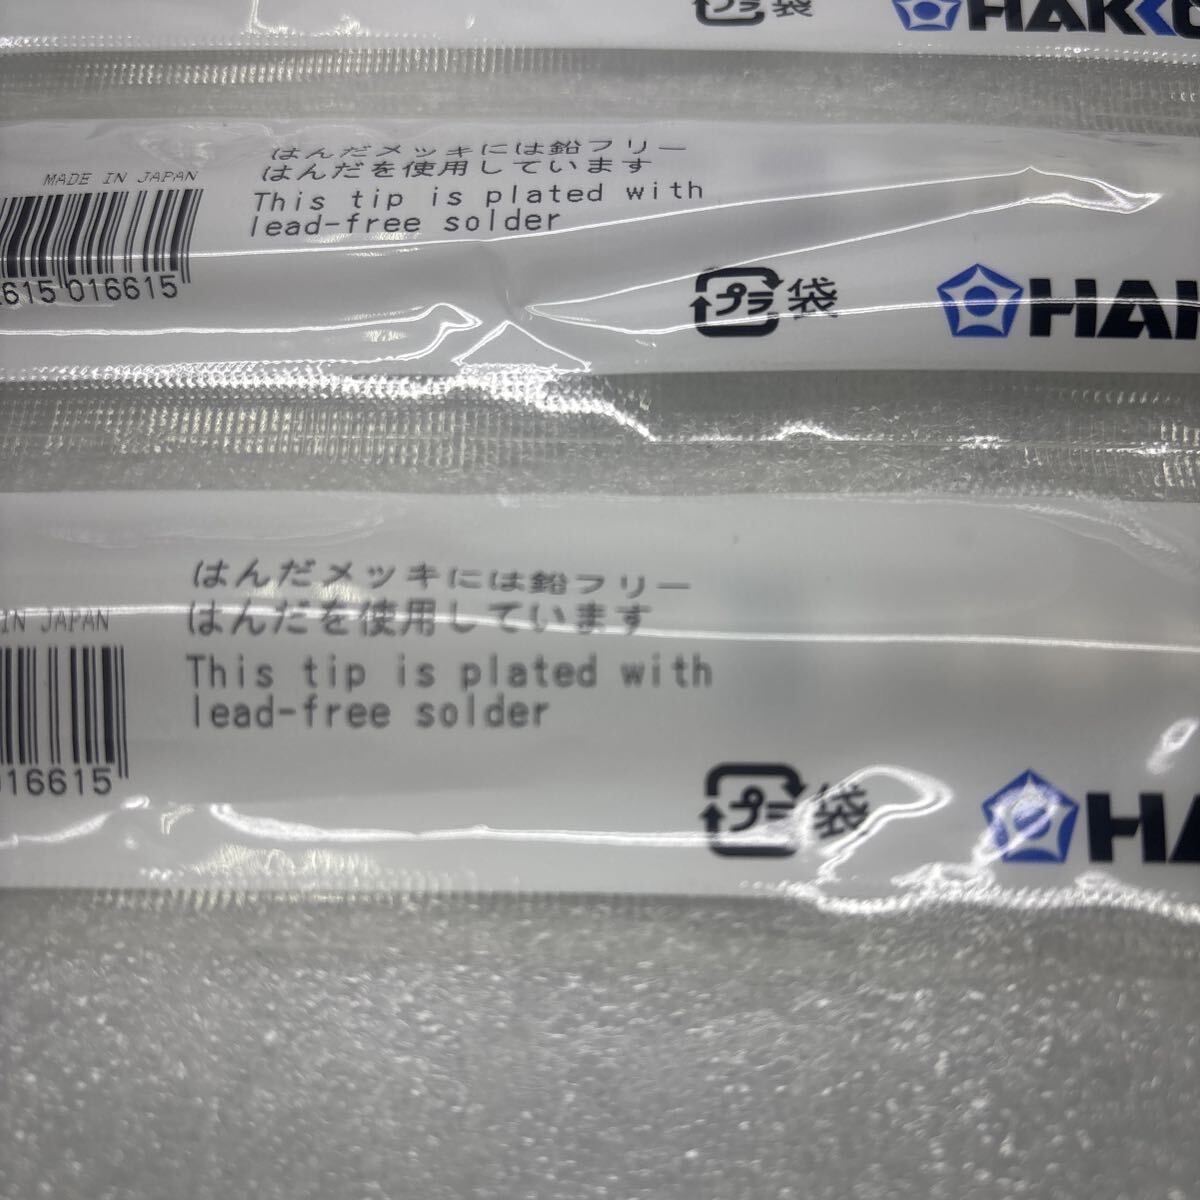 プラ 袋
HAKKO
はんだメッキには鉛フリー
はんだを使用しています
This tip is plated with
lead-free solder
MADE IN JAPAN
615 016615
プラ 袋
HAK
はんだメッキには鉛フリー
はんだを使用しています
This tip is plated with
lead-free solder
IN JAPAN
016615
プラ 袋
HA